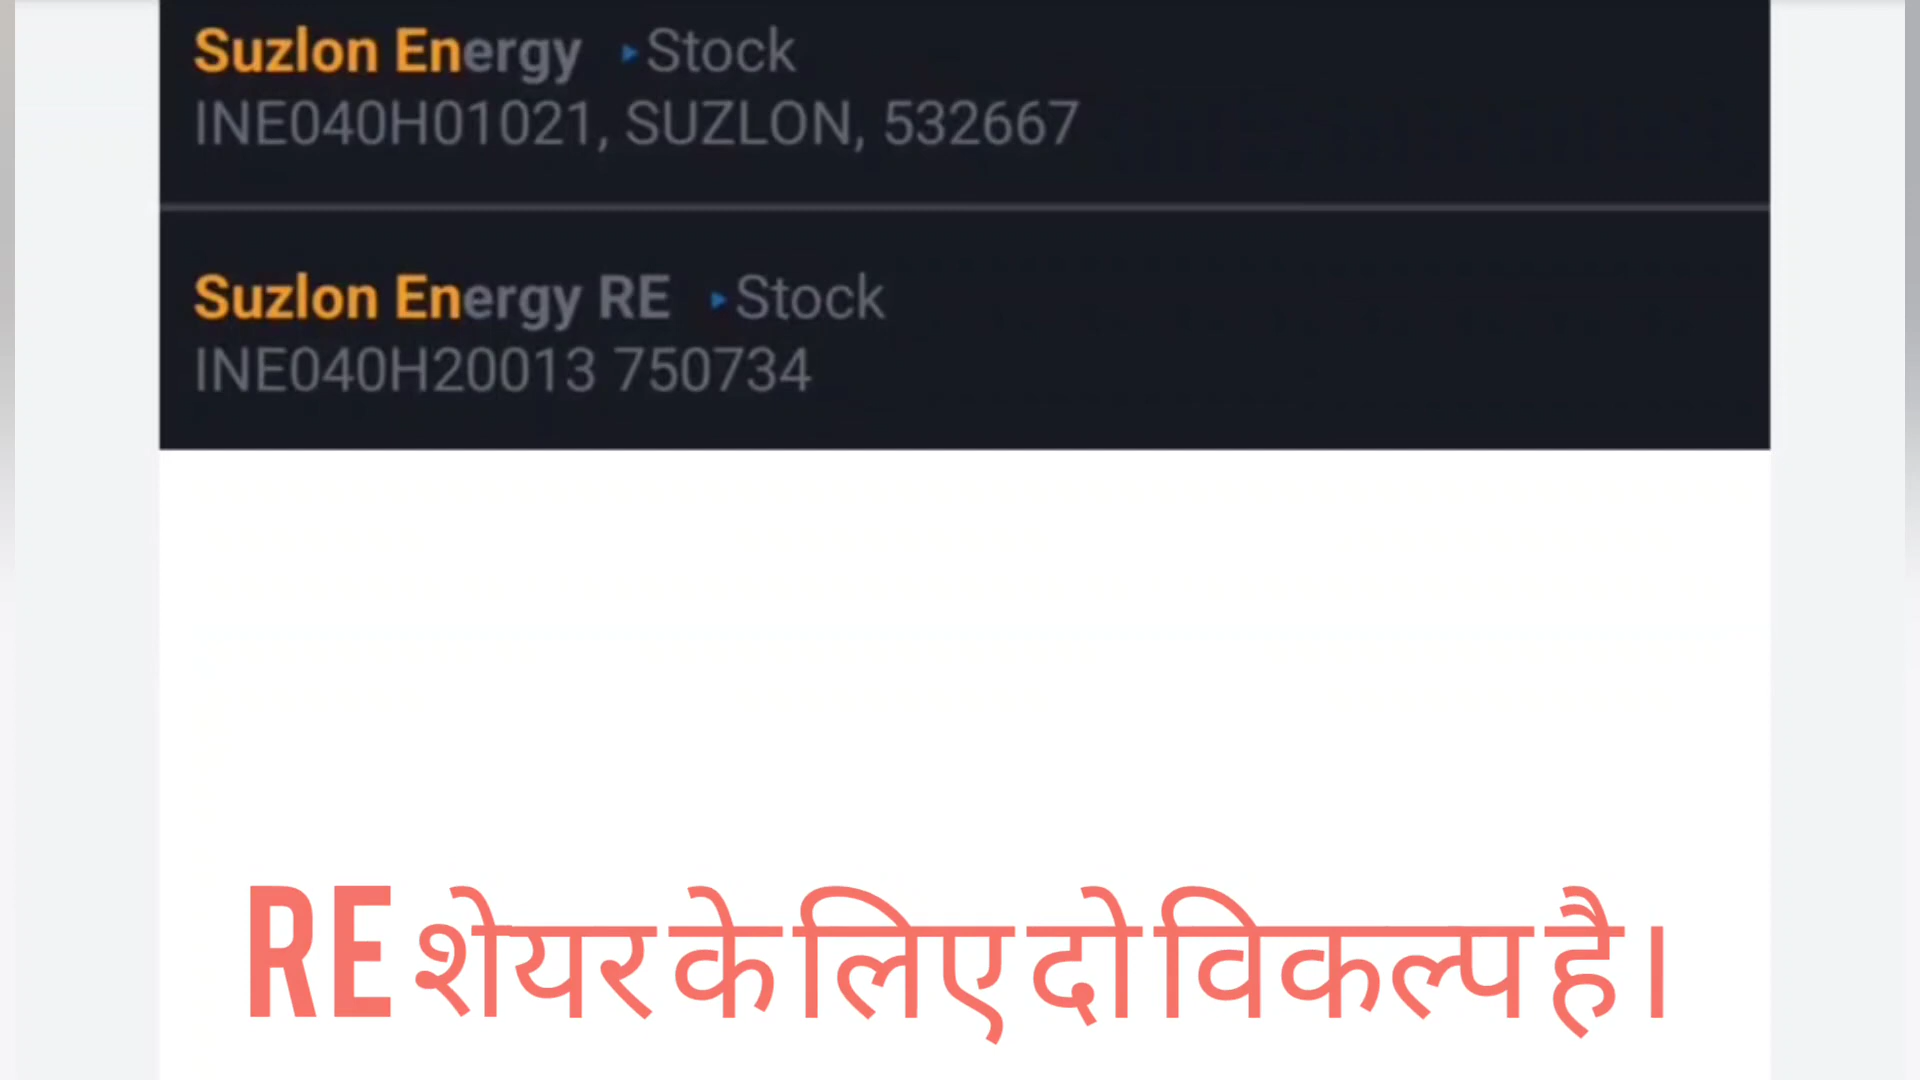 Suzlon Energy ▸ Stock
INE040H01021, SUZLON, 532667
Suzlon Energy RE ▸ Stock
INE040H20013 750734
RE शेयर के लिए दो विकल्प है।